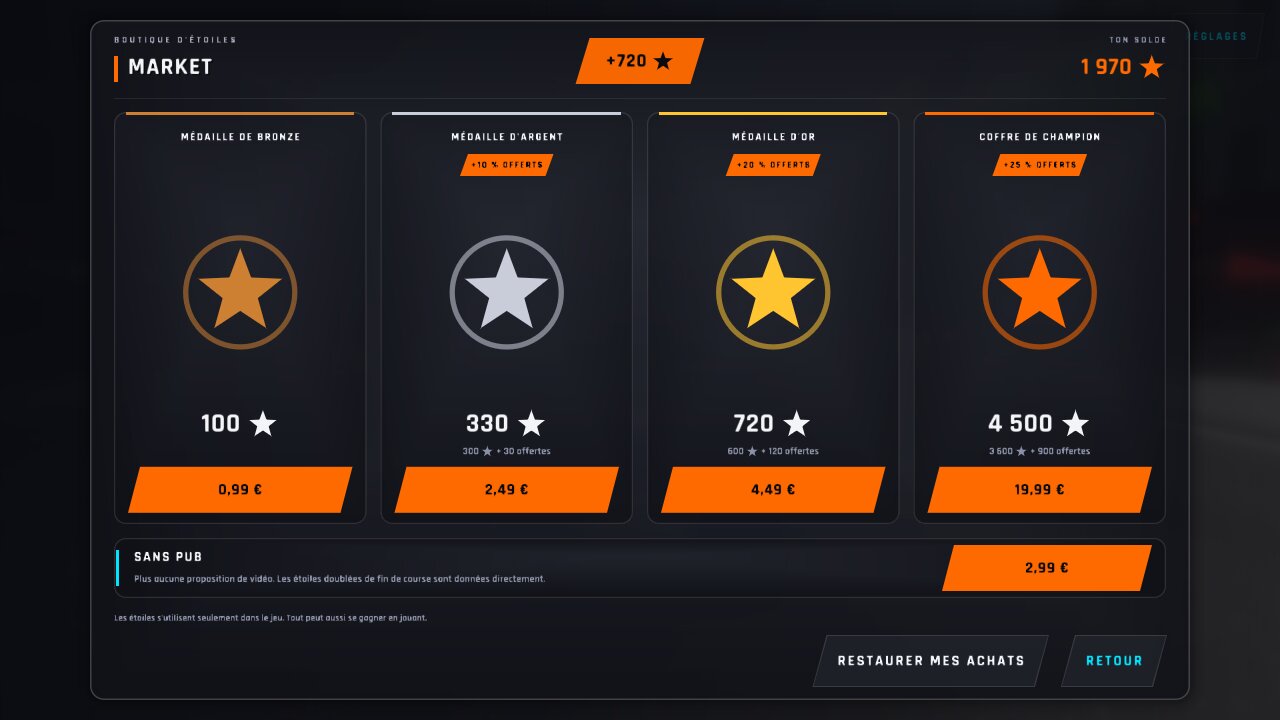 BOUTIQUE D'ÉTOILES
MARKET
+720
TON SOLDE
1 970
RÉGLAGES
MÉDAILLE DE BRONZE
100
0,99 €
MÉDAILLE D'ARGENT
+10 % OFFERTS
330
300 ★ + 30 offertes
2,49 €
MÉDAILLE D'OR
+20 % OFFERTS
720
600 ★ + 120 offertes
4,49 €
COFFRE DE CHAMPION
+25 % OFFERTS
4 500
3 600 ★ + 900 offertes
19,99 €
SANS PUB
Plus aucune proposition de vidéo. Les étoiles doublées de fin de course sont données directement.
2,99 €
Les étoiles s'utilisent seulement dans le jeu. Tout peut aussi se gagner en jouant.
RESTAURER MES ACHATS
RETOUR